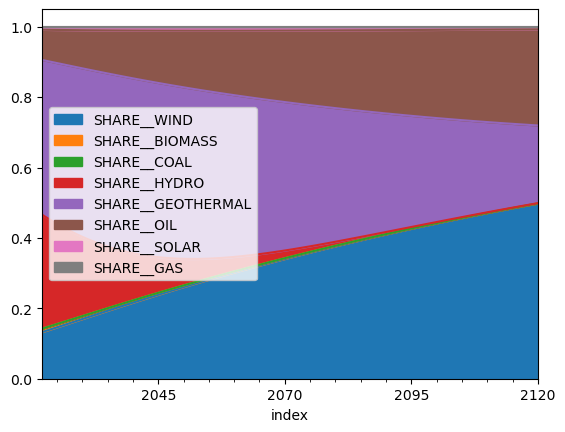 1.0
0.8
0.6
0.4
0.2
0.0
SHARE__WIND
SHARE__BIOMASS
SHARE__COAL
SHARE__HYDRO
SHARE__GEOTHERMAL
SHARE__OIL
SHARE__SOLAR
SHARE__GAS
2045 2070 2095 2120
index